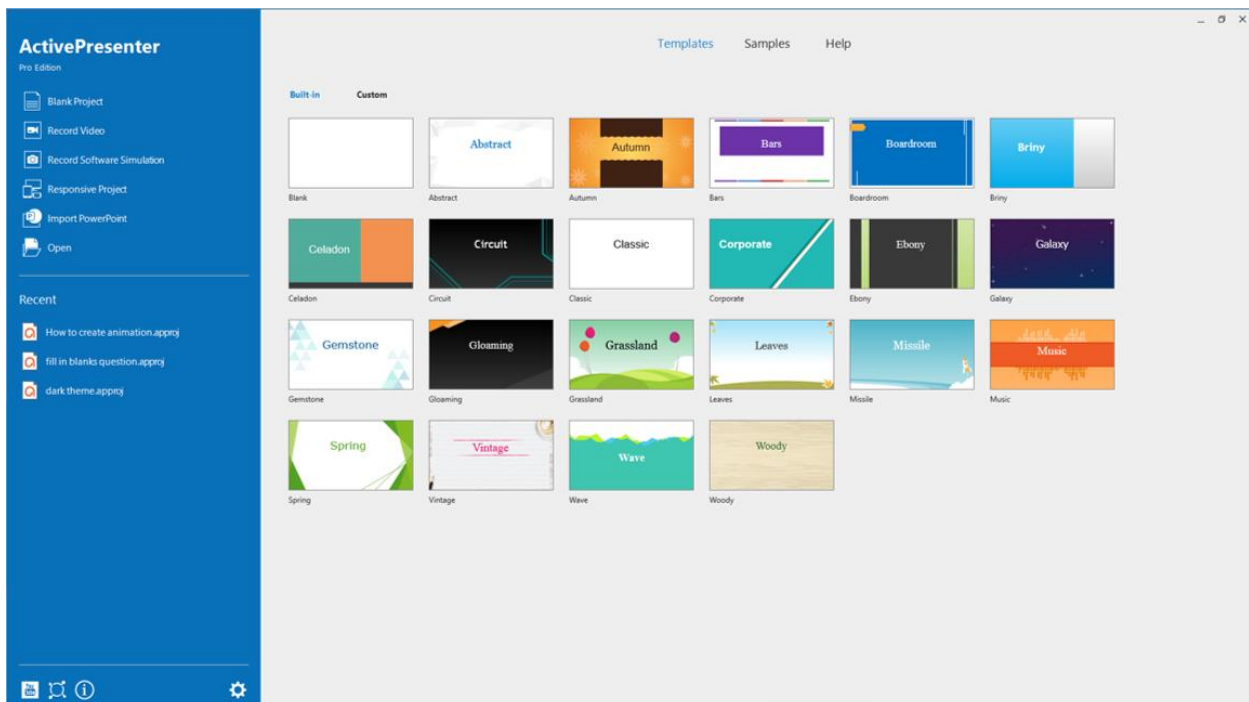 ActivePresenter
Pro Edition
Blank Project
Record Video
Record Software Simulation
Responsive Project
Import PowerPoint
Open
Recent
How to create animation.approj
fill in blanks question.approj
dark theme.approj
Templates Samples Help
Built-in Custom
Abstract Autumn Bars Boardroom Briny
Blank Abstract Autumn Bars Boardroom Briny
Celadon Circuit Classic Corporate Ebony Galaxy
Celadon Circuit Classic Corporate Ebony Galaxy
Gemstone Gloaming Grassland Leaves Missile Music
Gemstone Gloaming Grassland Leaves Missile Music
Spring Vintage Wave Woody
Spring Vintage Wave Woody